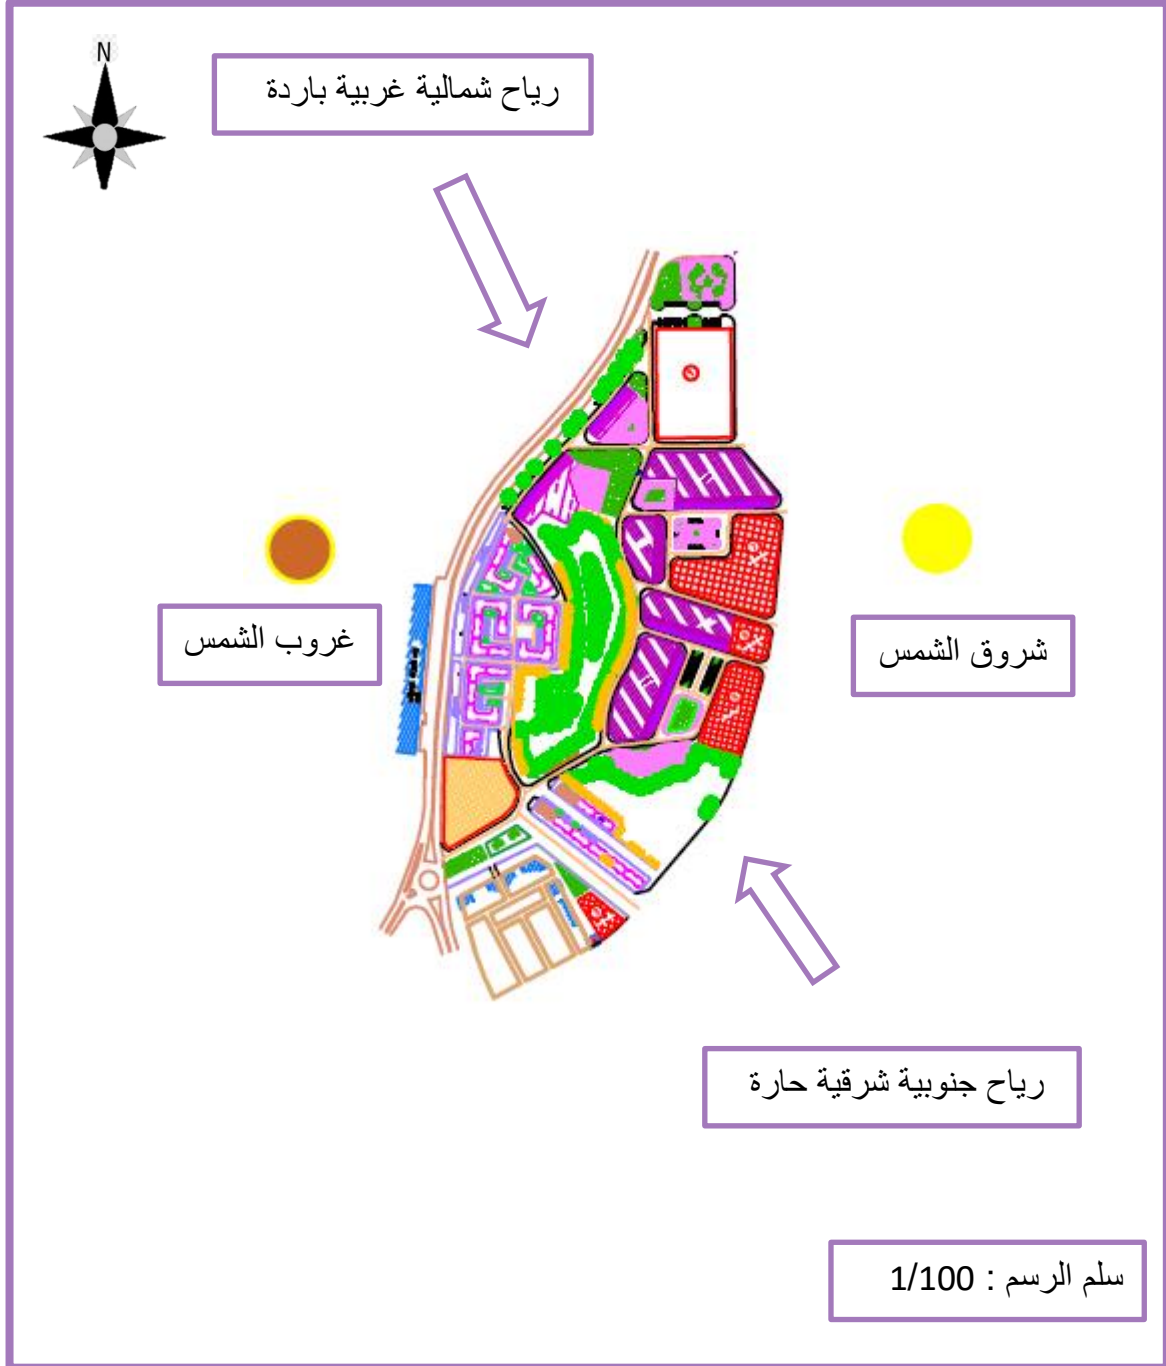 N
رياح شمالية غربية باردة
غروب الشمس
شروق الشمس
رياح جنوبية شرقية حارة
سلم الرسم : 1/100